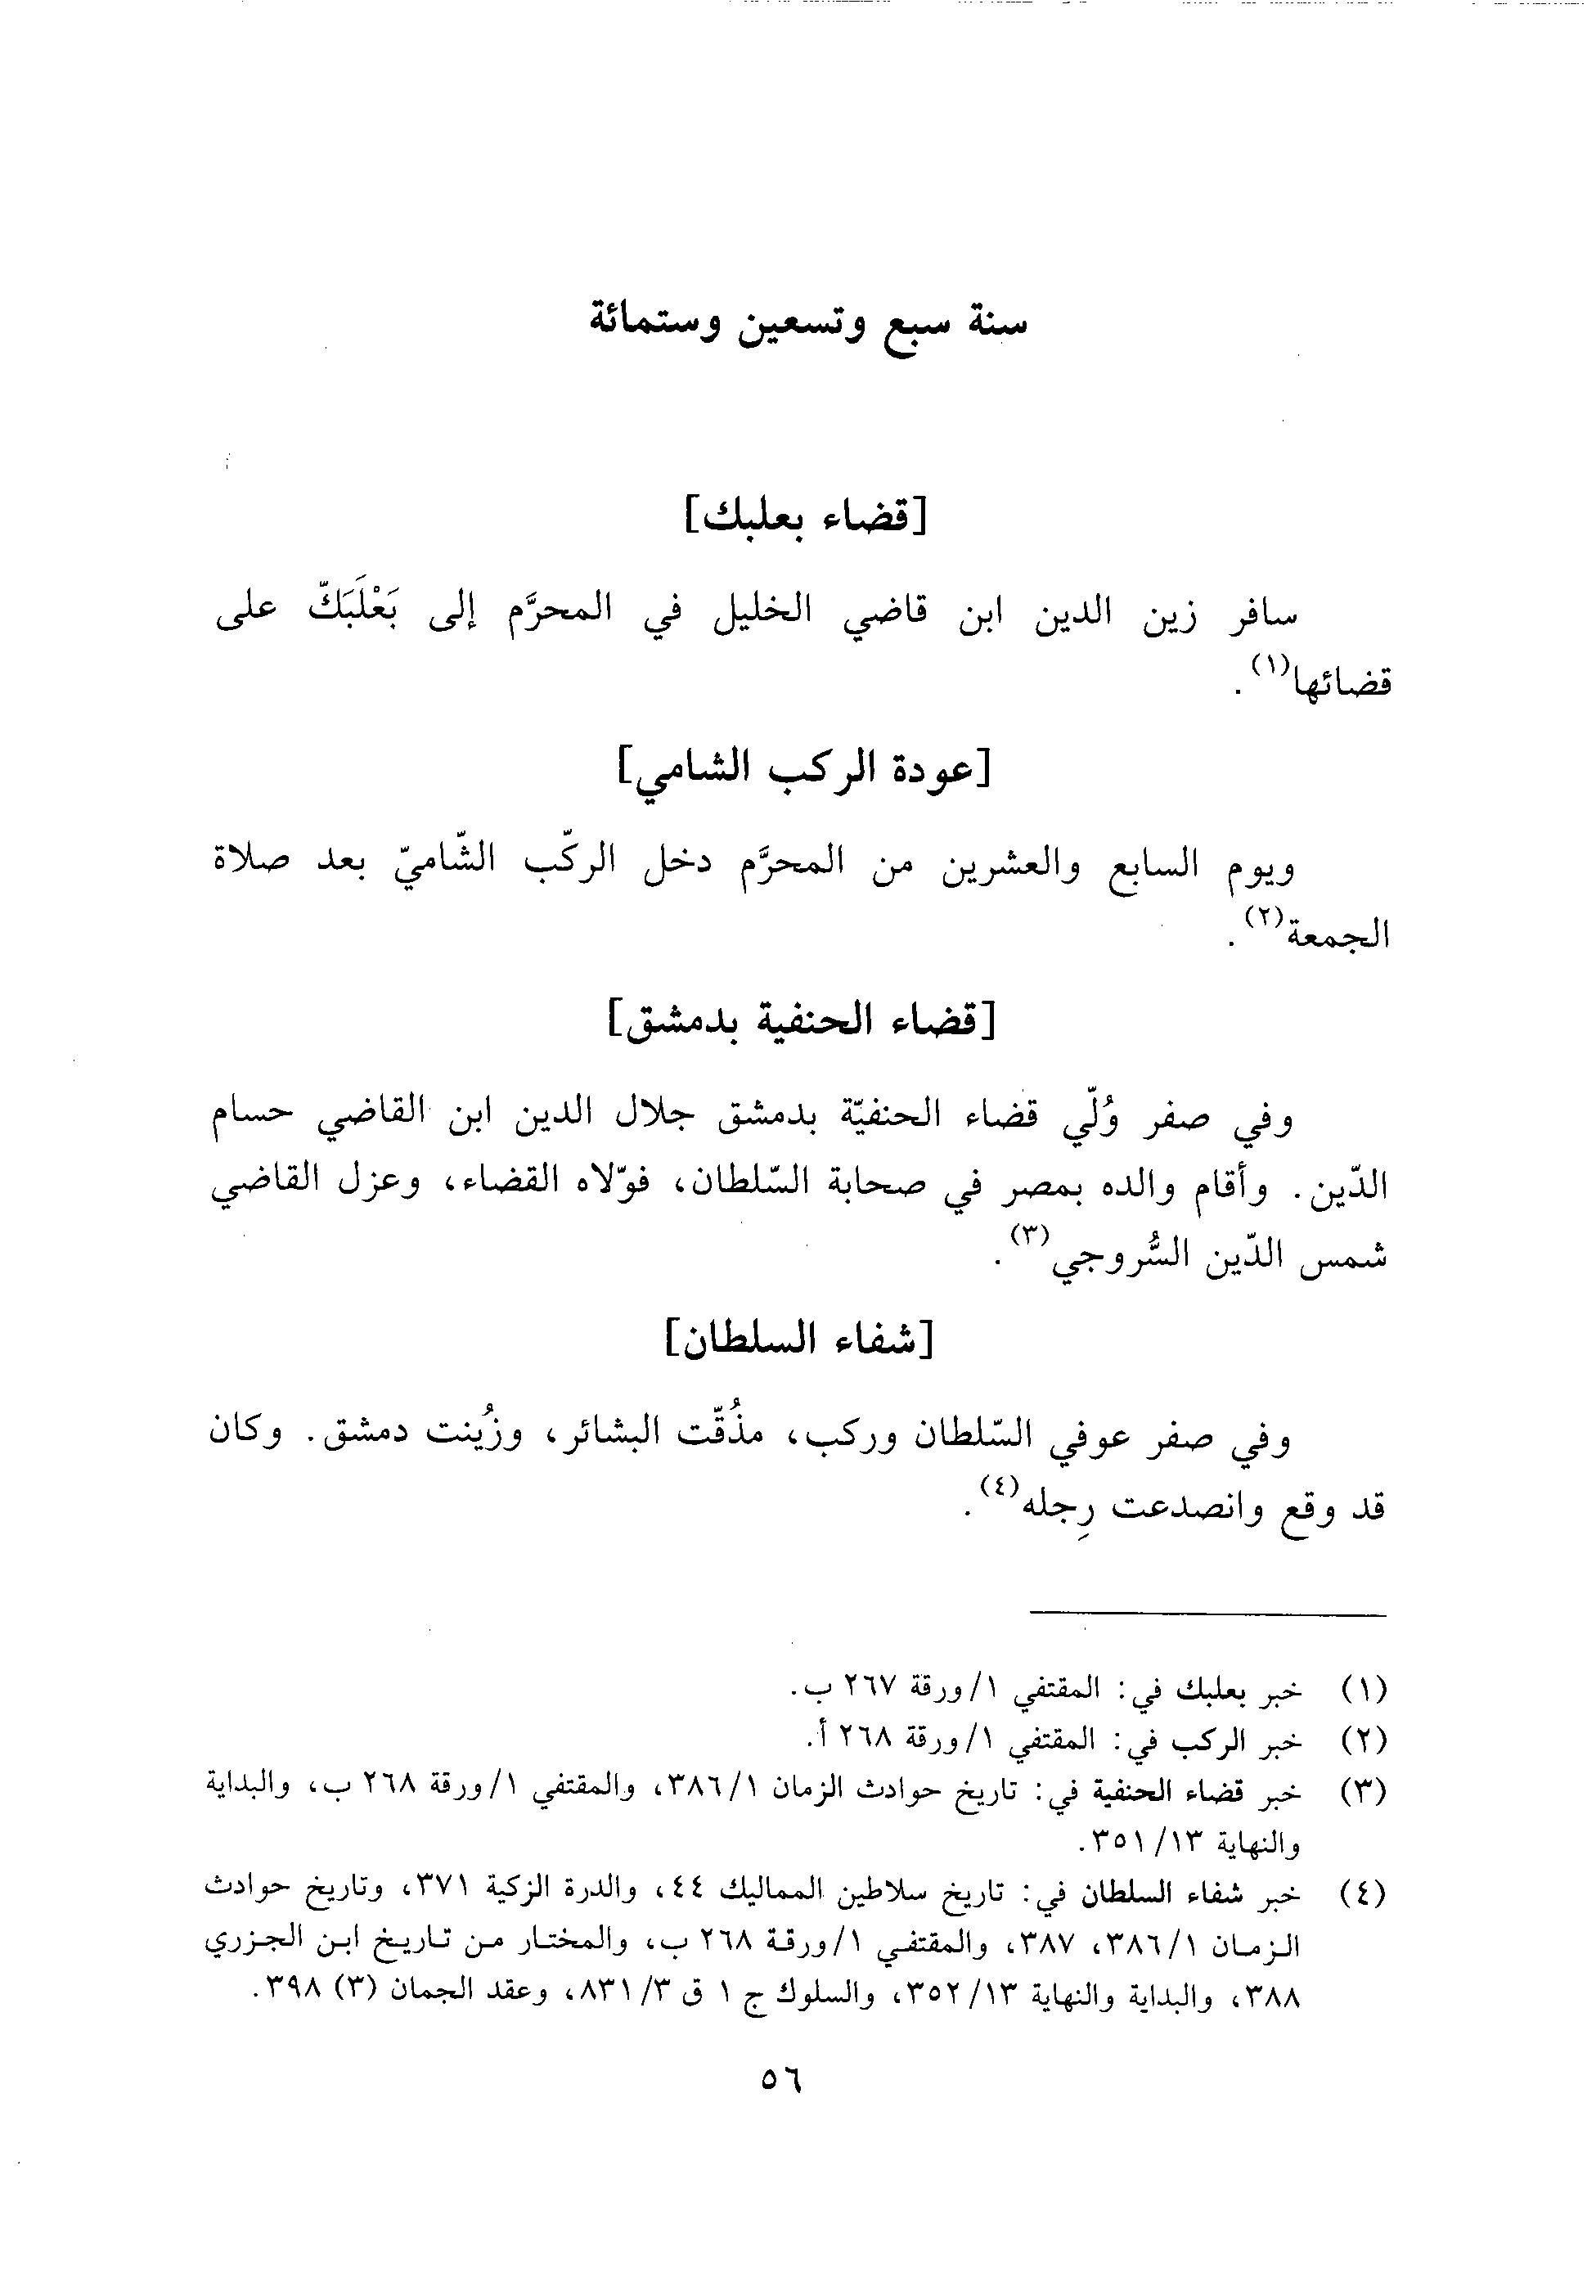 سنة سبع وتسعين وستمائة
[قضاء بعلبك]
سافر زين الدين ابن قاضي الخليل في المحرَّم إلى بَعْلَبَكّ على
قضائها(١).
[عودة الركب الشامي]
ويوم السابع والعشرين من المحرَّم دخل الركّب الشّاميّ بعد صلاة
الجمعة(٢).
[قضاء الحنفية بدمشق]
وفي صفر وُلّي قضاء الحنفيّة بدمشق جلال الدين ابن القاضي حسام
الدّين. وأقام والده بمصر في صحابة السّلطان، فوّلاه القضاء، وعزل القاضي
شمس الدّين السُّروجي(٣).
[شفاء السلطان]
وفي صفر عوفي السّلطان وركب، مذُقّت البشائر، وزُينت دمشق. وكان
قد وقع وانصدعت رِجله(٤).
(١) خبر بعلبك في: المقتفي ١/ورقة ٢٦٧ ب.
(٢) خبر الركب في: المقتفي ١/ورقة ٢٦٨ أ.
(٣) خبر قضاء الحنفية في: تاريخ حوادث الزمان ٣٨٦/١، والمقتفي ١/ورقة ٢٦٨ ب، والبداية
والنهاية ٣٥١/١٣.
(٤) خبر شفاء السلطان في: تاريخ سلاطين المماليك ٤٤، والدرة الزكية ٣٧١، وتاريخ حوادث
الزمان ٣٨٦/١، ٣٨٧، والمقتفي ١/ورقة ٢٦٨ ب، والمختار من تاريخ ابن الجزري
٣٨٨، والبداية والنهاية ٣٥٢/١٣، والسلوك ج ١ ق ٨٣١/٣، وعقد الجمان (٣) ٣٩٨.
٥٦